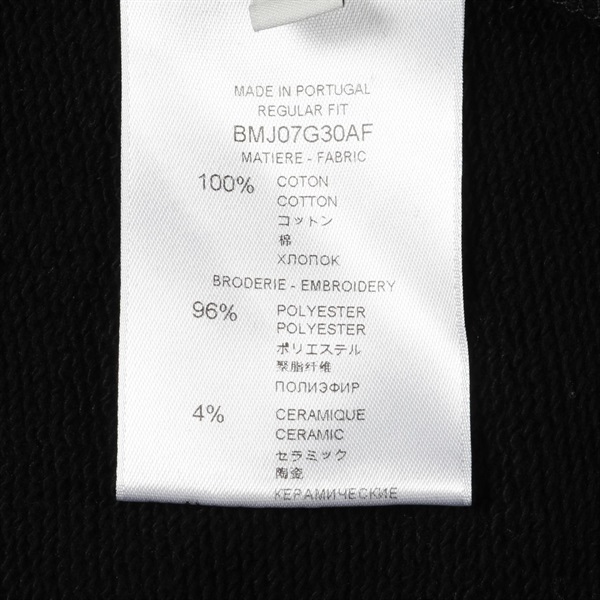 MADE IN PORTUGAL
REGULAR FIT
BMJ07G30AF
MATIERE - FABRIC
100% COTON
COTTON
コットン
棉
ХЛОПОК
BRODERIE - EMBROIDERY
96% POLYESTER
POLYESTER
ポリエステル
聚脂纤维
ПОЛИЭФИР
4% CERAMIQUE
CERAMIC
セラミック
陶瓷
КЕРАМИЧЕСКИЕ